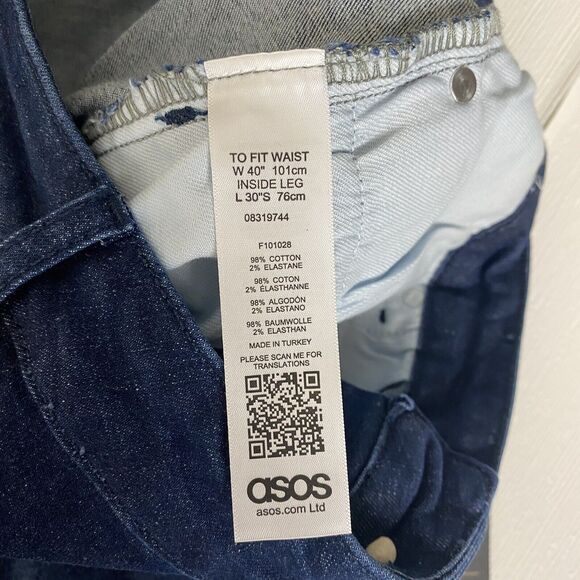 TO FIT WAIST
W 40" 101cm
INSIDE LEG
L 30"S 76cm
08319744
F101028
98% COTTON
2% ELASTANE
98% COTON
2% ÉLASTHANNE
98% ALGODÓN
2% ELASTANO
98% BAUMWOLLE
2% ELASTHAN
MADE IN TURKEY
PLEASE SCAN ME FOR
TRANSLATIONS
asos
asos.com Ltd